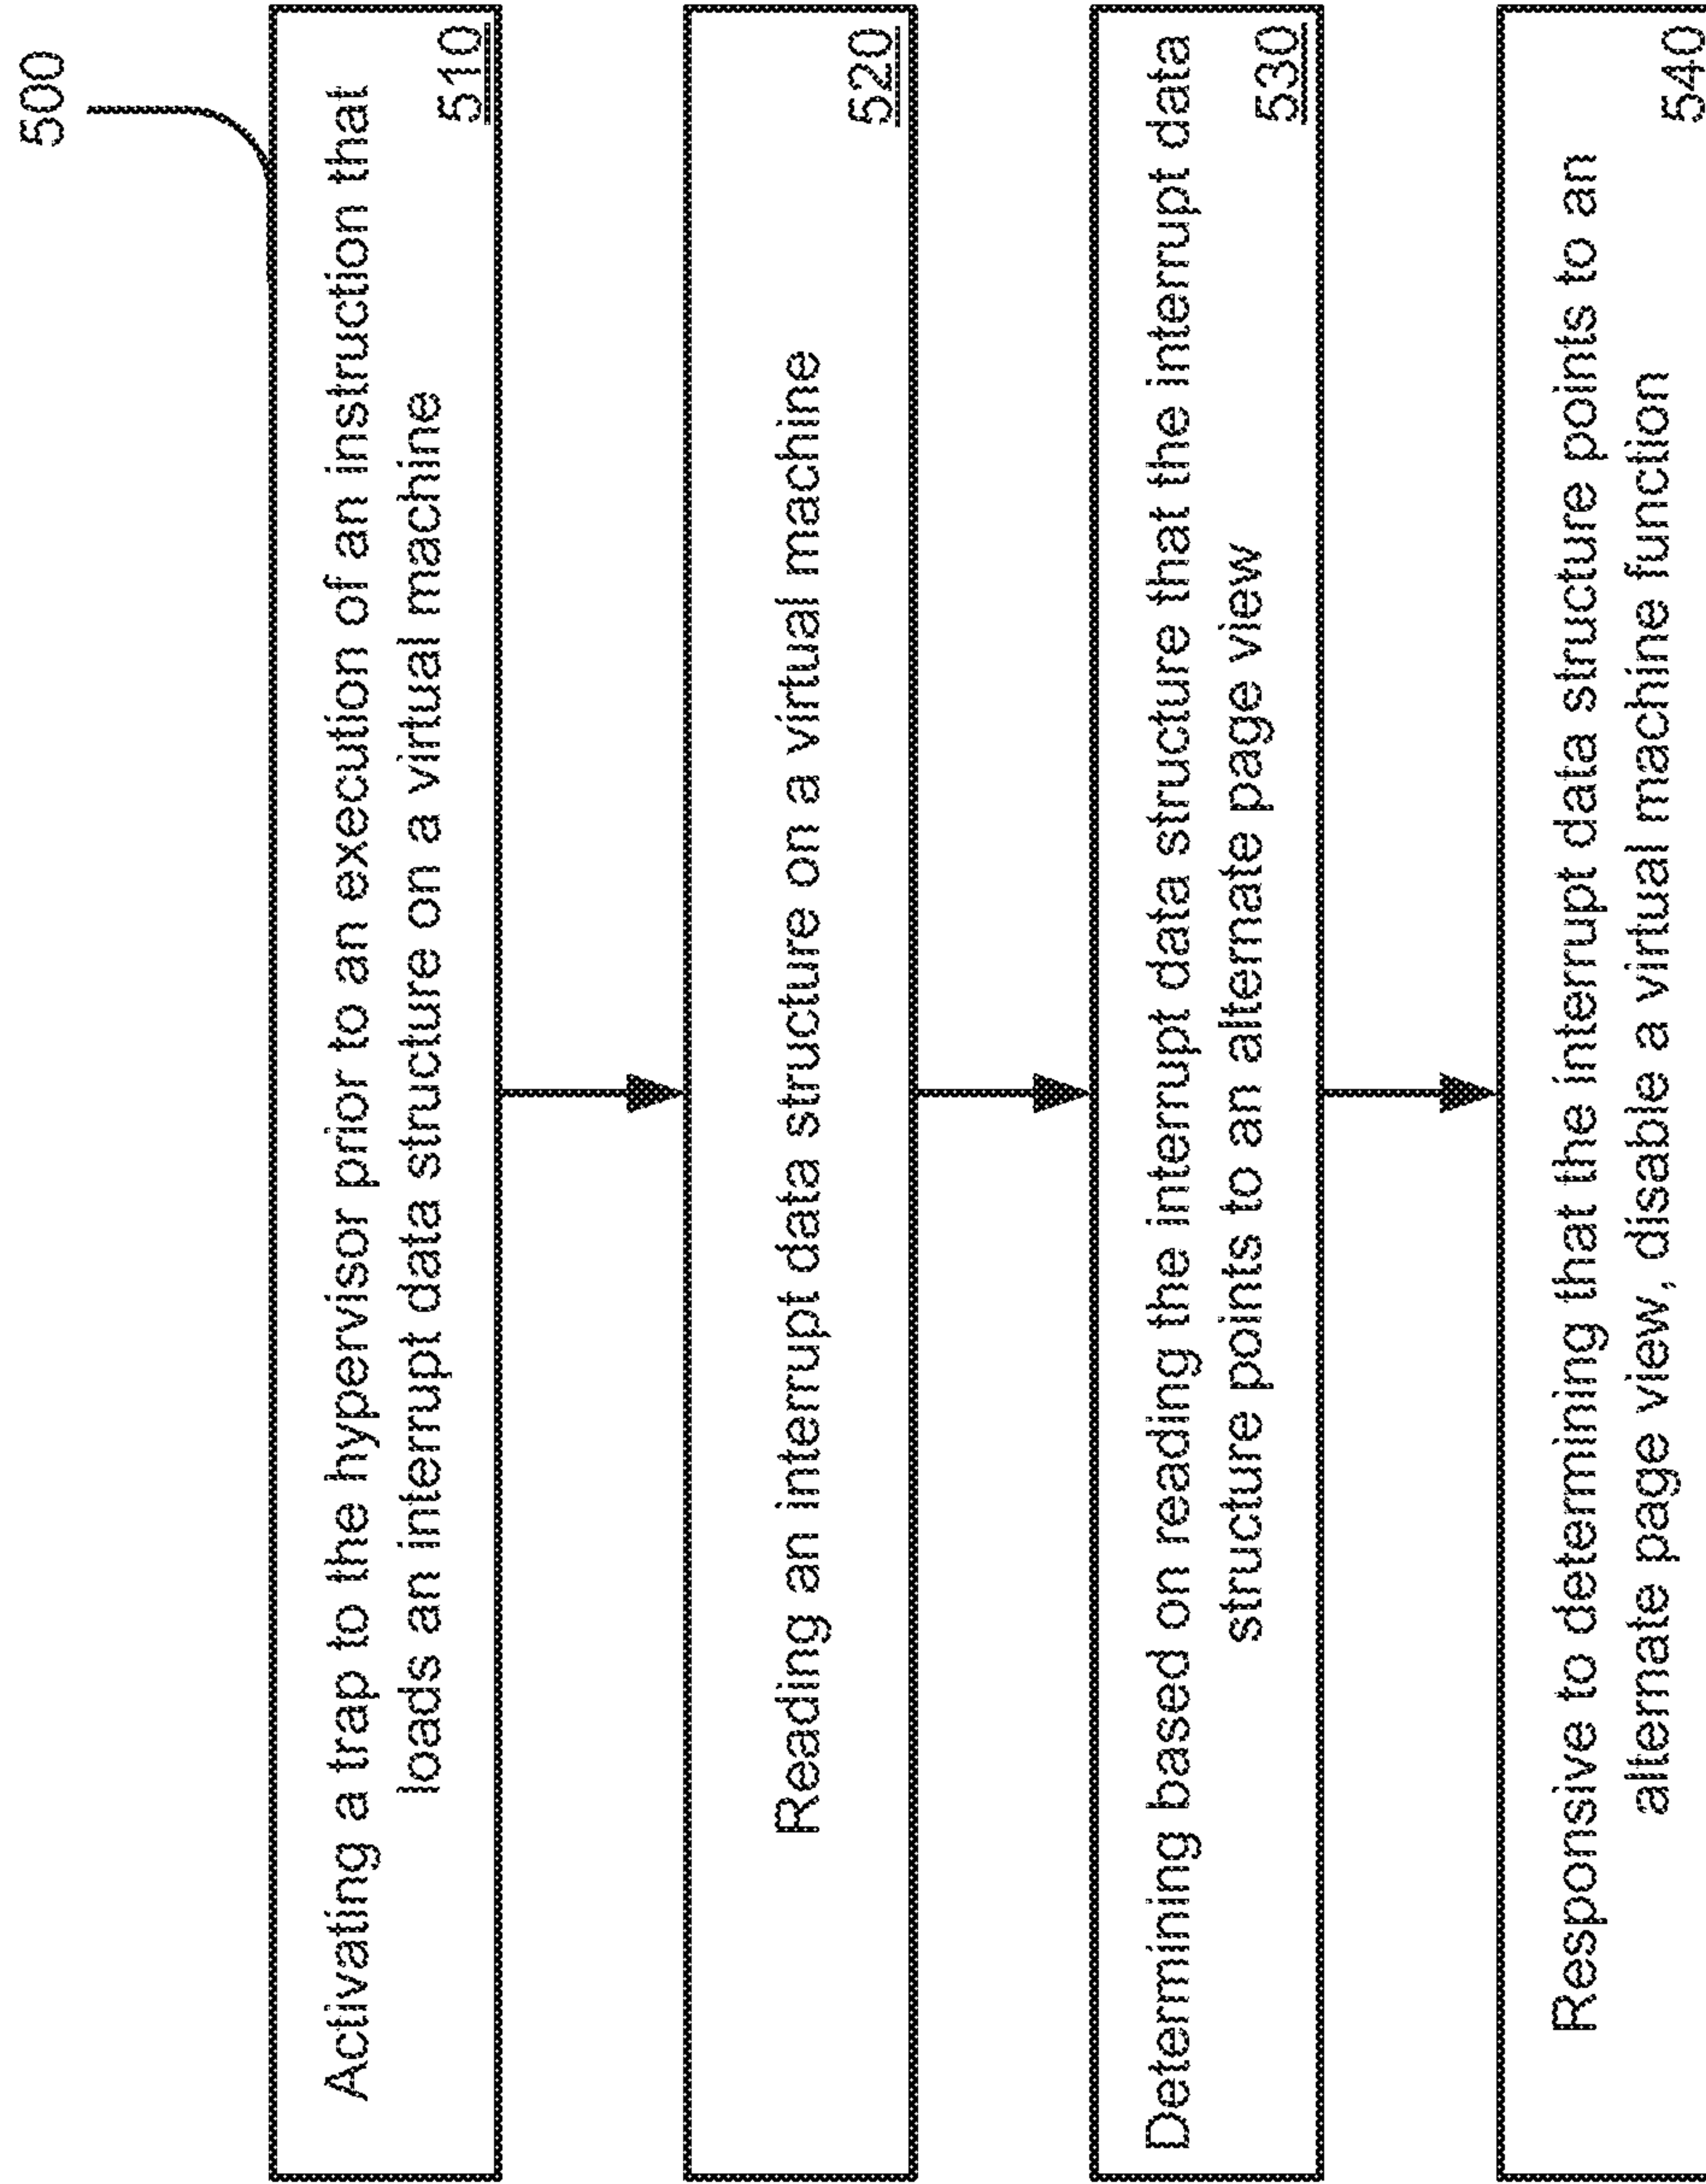 500
Activating a trap to the hypervisor prior to an execution of an instruction that
loads an interrupt data structure on a virtual machine
510
Reading an interrupt data structure on a virtual machine
520
Determining based on reading the interrupt data structure that the interrupt data
structure points to an alternate page view
530
Responsive to determining that the interrupt data structure points to an
alternate page view, disable a virtual machine function
540